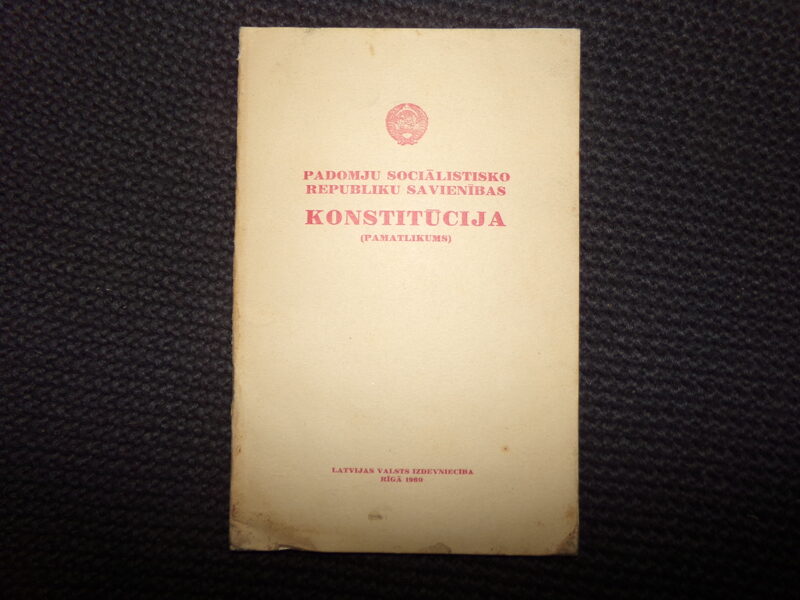 PADOMJU SOCIĀLISTISKO
REPUBLIKU SAVIENĪBAS
KONSTITŪCIJA
(PAMATLIKUMS)
LATVIJAS VALSTS IZDEVNIECĪBA
RĪGĀ 1960